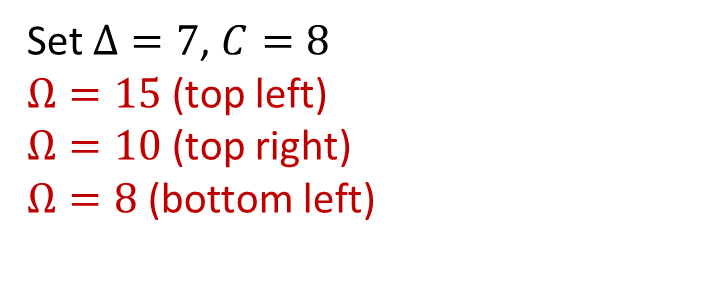 Set Δ = 7, C = 8
Ω = 15 (top left)
Ω = 10 (top right)
Ω = 8 (bottom left)